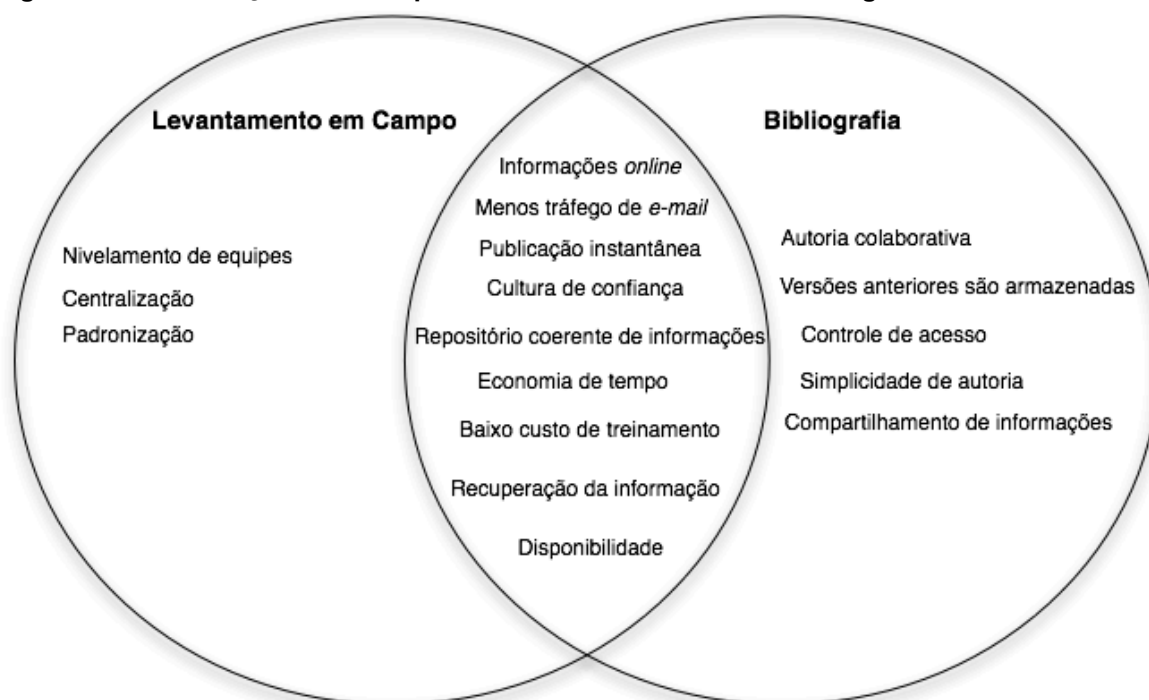 Levantamento em Campo
Nivelamento de equipes
Centralização
Padronização
Informações online
Menos tráfego de e-mail
Publicação instantânea
Cultura de confiança
Repositório coerente de informações
Economia de tempo
Baixo custo de treinamento
Recuperação da informação
Disponibilidade
Bibliografia
Autoria colaborativa
Versões anteriores são armazenadas
Controle de acesso
Simplicidade de autoria
Compartilhamento de informações